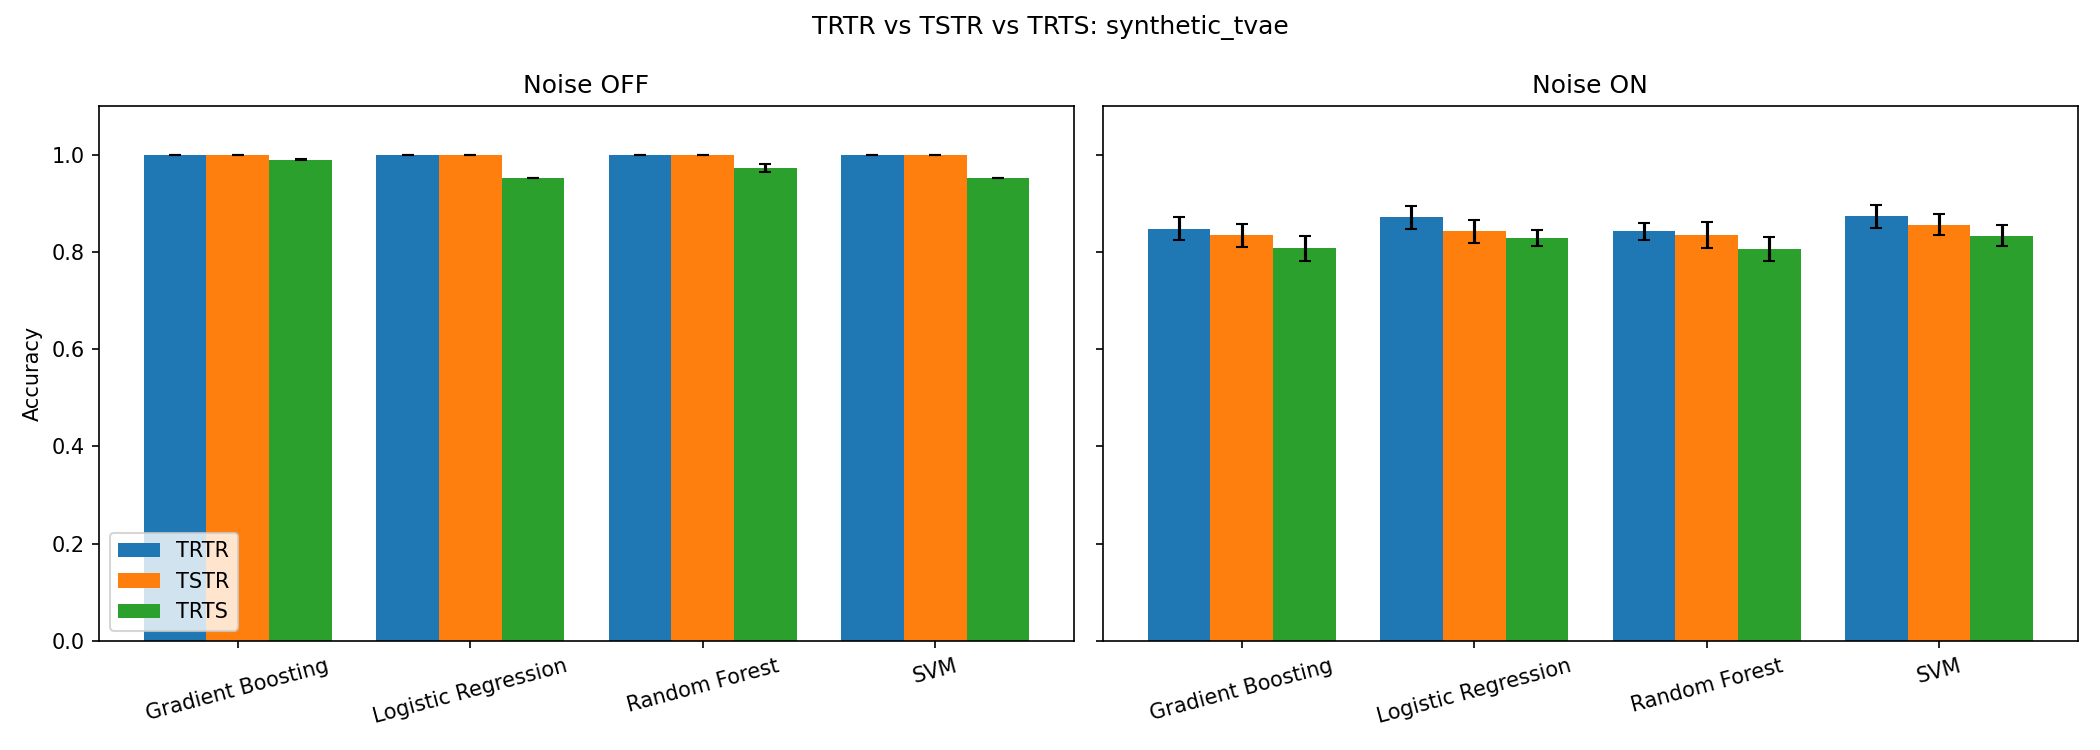 TRTR vs TSTR vs TRTS: synthetic_tvae
Noise OFF
Noise ON
Accuracy
1.0
0.8
0.6
0.4
0.2
0.0
TRTR
TSTR
TRTS
Gradient Boosting
Logistic Regression
Random Forest
SVM
Gradient Boosting
Logistic Regression
Random Forest
SVM